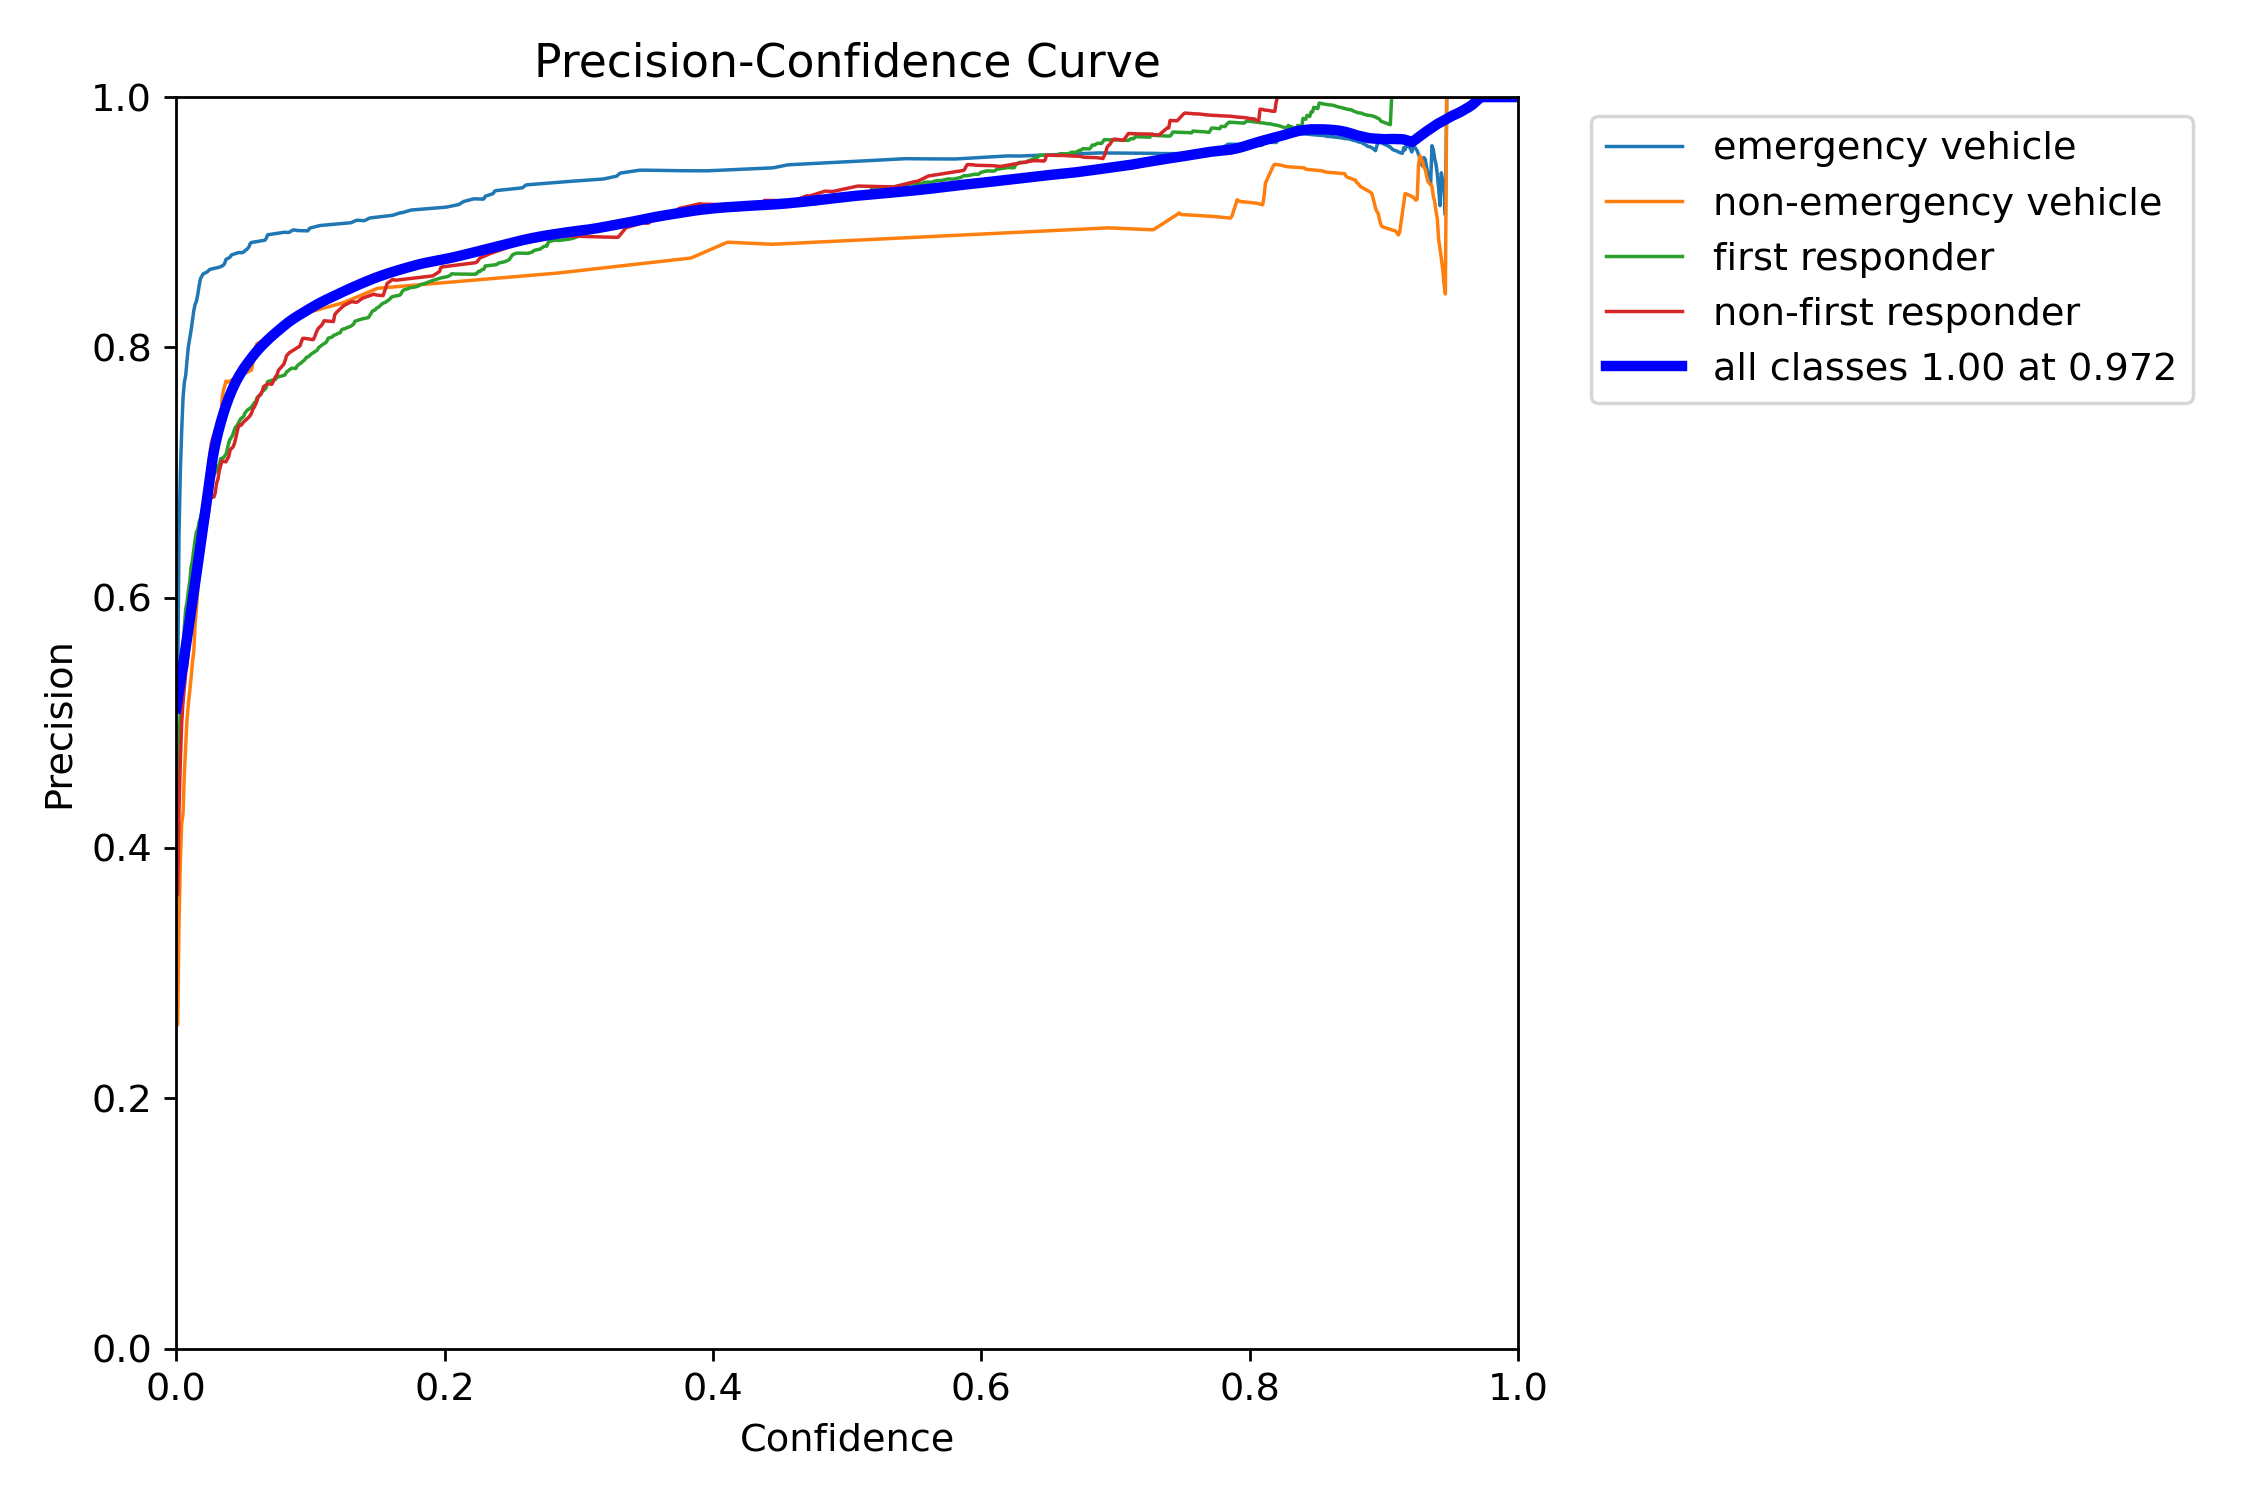 Precision-Confidence Curve
1.0
0.8
0.6
0.4
0.2
0.0
Precision
0.0 0.2 0.4 0.6 0.8 1.0
Confidence
emergency vehicle
non-emergency vehicle
first responder
non-first responder
all classes 1.00 at 0.972